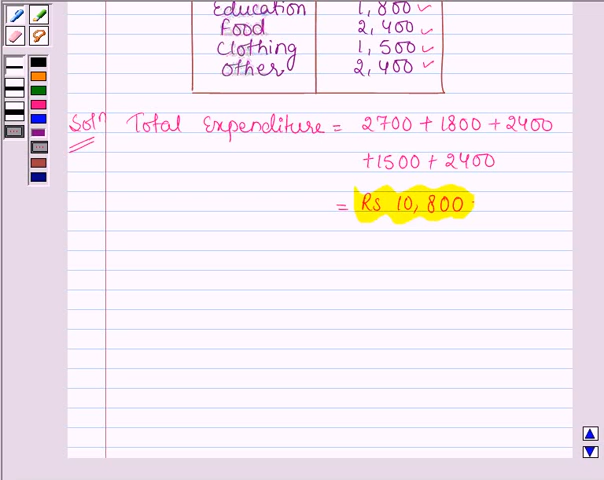 Education 1,800 ✓
Food 2,400 ✓
Clothing 1,500 ✓
Other 2,400 ✓
Solⁿ Total Expenditure = 2700 + 1800 + 2400
+1500 + 2400
= Rs 10,800